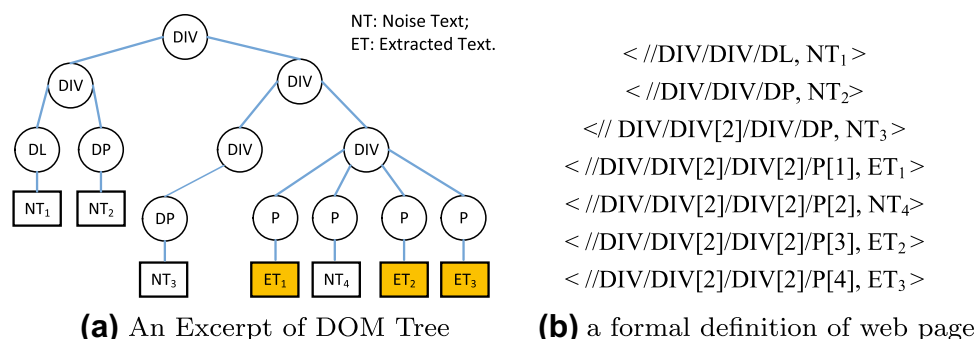 NT: Noise Text;
ET: Extracted Text.
DIV
DIV
DIV
DL
DP
DIV
DIV
NT1
NT2
DP
P
P
P
P
NT3
ET1
NT4
ET2
ET3
(a) An Excerpt of DOM Tree
< //DIV/DIV/DL, NT1 >
< //DIV/DIV/DP, NT2>
<// DIV/DIV[2]/DIV/DP, NT3 >
< //DIV/DIV[2]/DIV[2]/P[1], ET1 >
< //DIV/DIV[2]/DIV[2]/P[2], NT4>
< //DIV/DIV[2]/DIV[2]/P[3], ET2 >
< //DIV/DIV[2]/DIV[2]/P[4], ET3 >
(b) a formal definition of web page